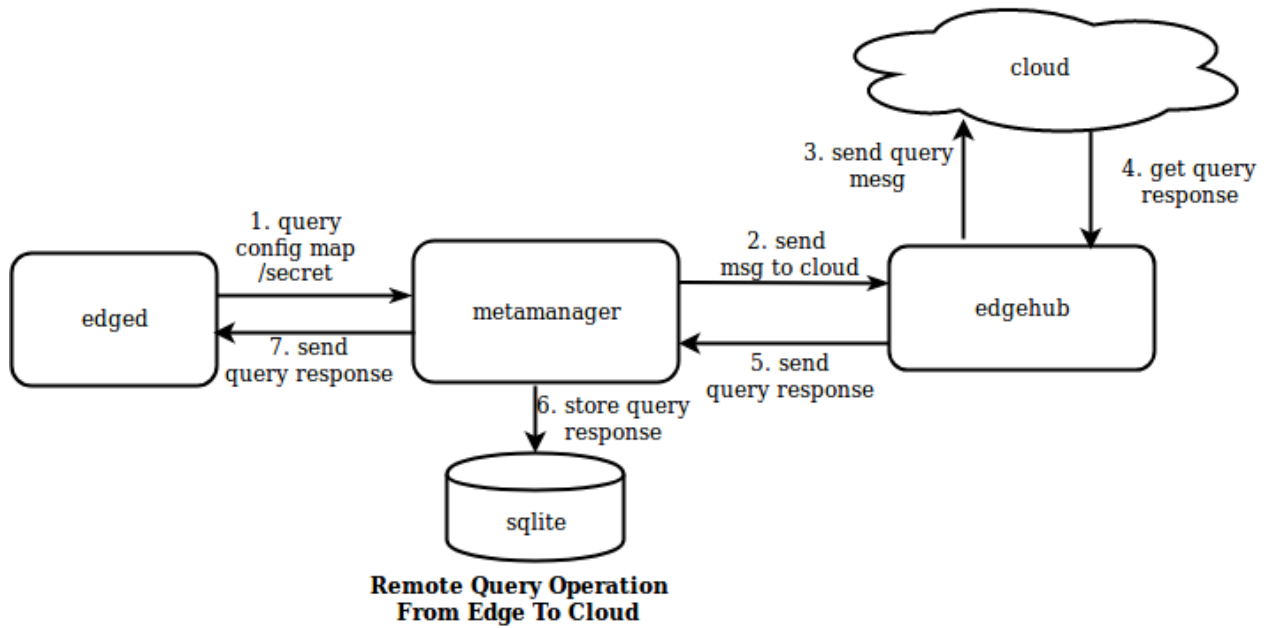 cloud
3. send query
mesg
4. get query
response
1. query
config map
/secret
2. send
msg to cloud
edged
metamanager
edgehub
7. send
query response
5. send
query response
6. store query
response
sqlite
Remote Query Operation
From Edge To Cloud